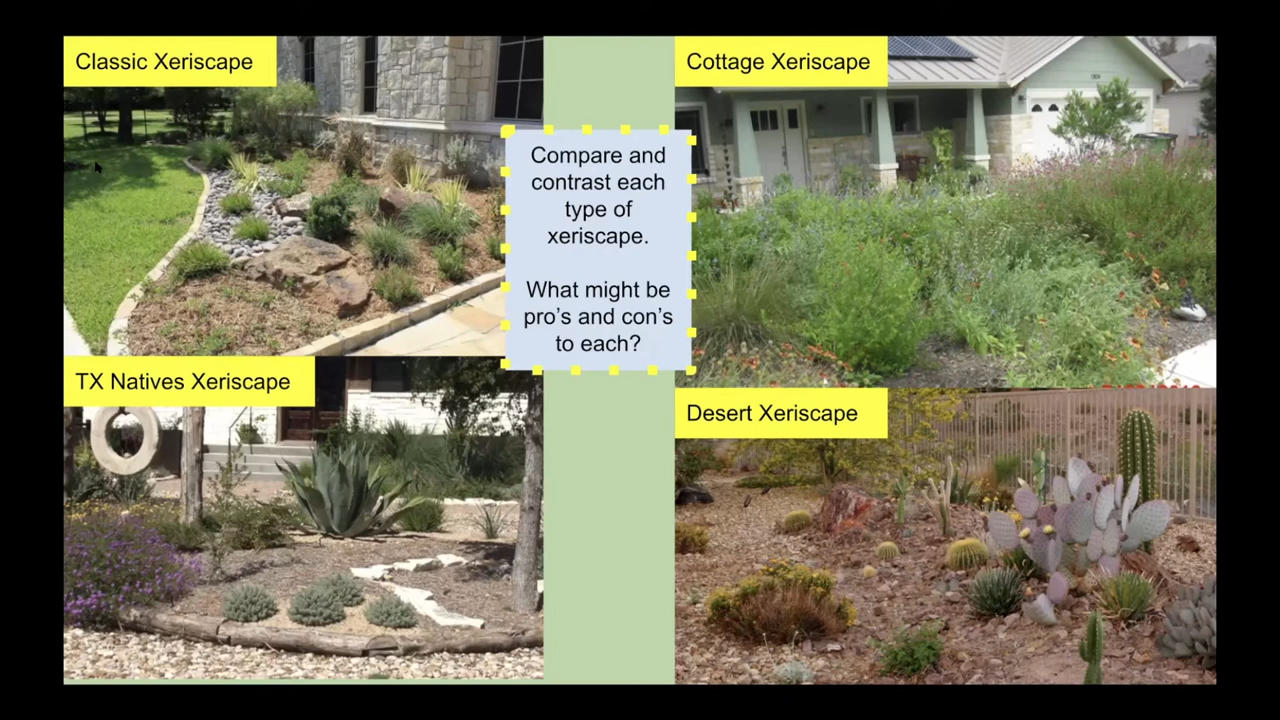 Classic Xeriscape
Cottage Xeriscape
Compare and
contrast each
type of
xeriscape.
What might be
pro's and con's
to each?
TX Natives Xeriscape
Desert Xeriscape